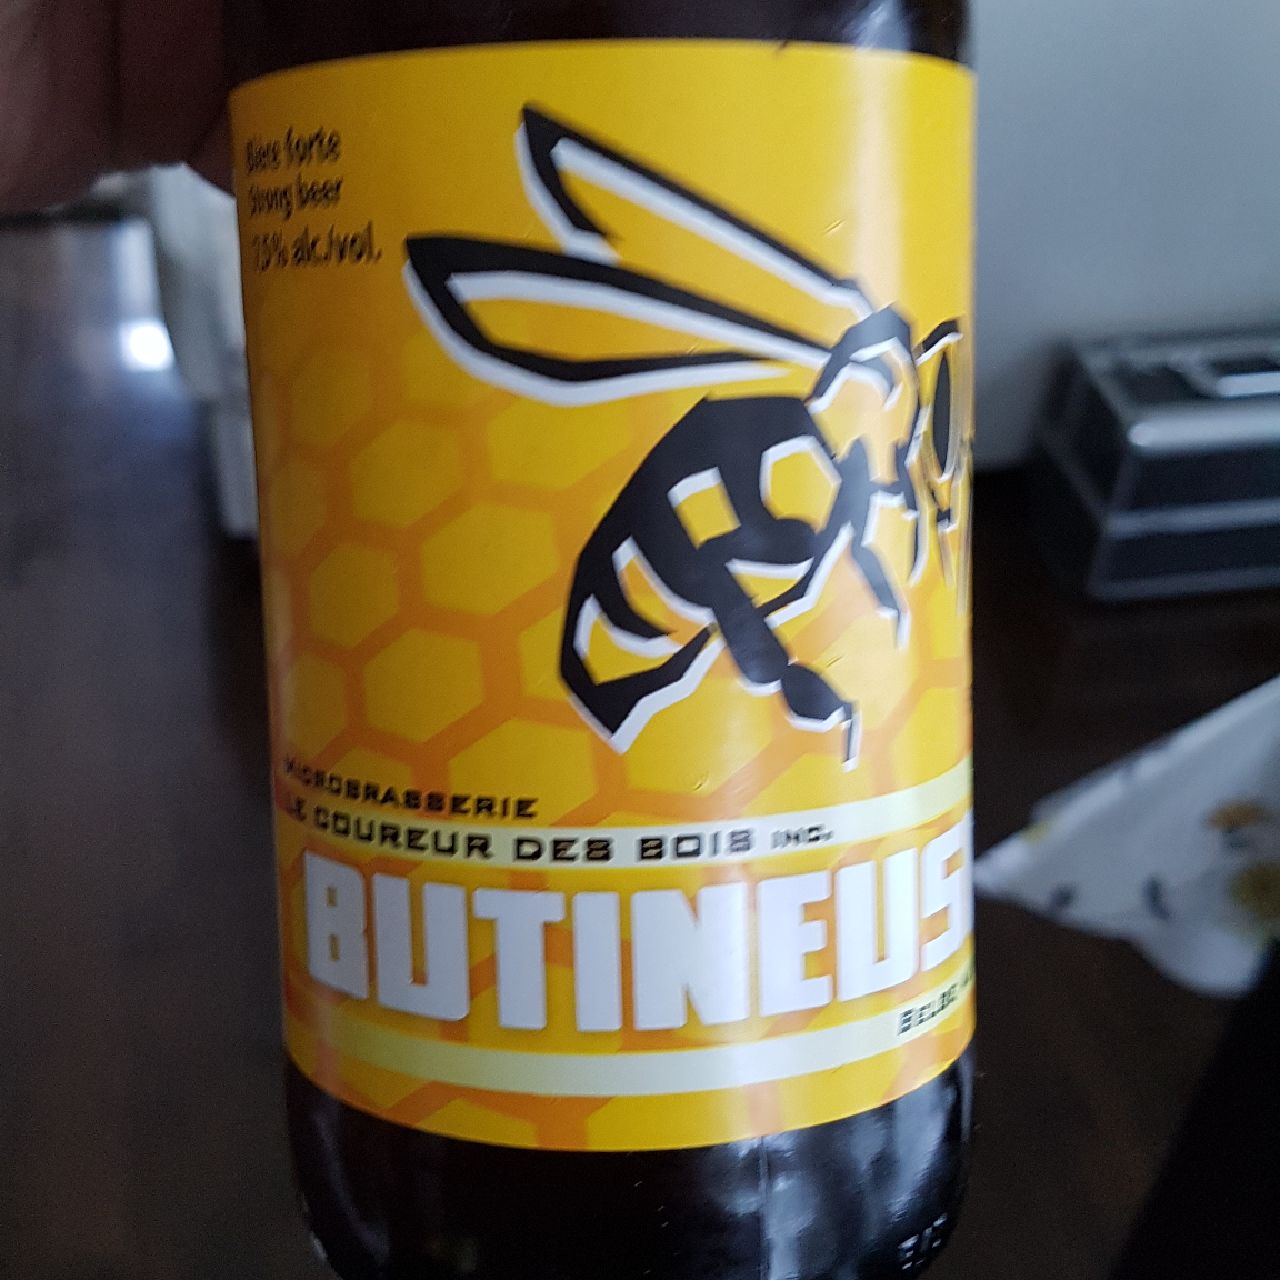 Bière forte
Strong beer
MICROBRASSERIE
LE COUREUR DES BOIS INC.
BUTINEUS